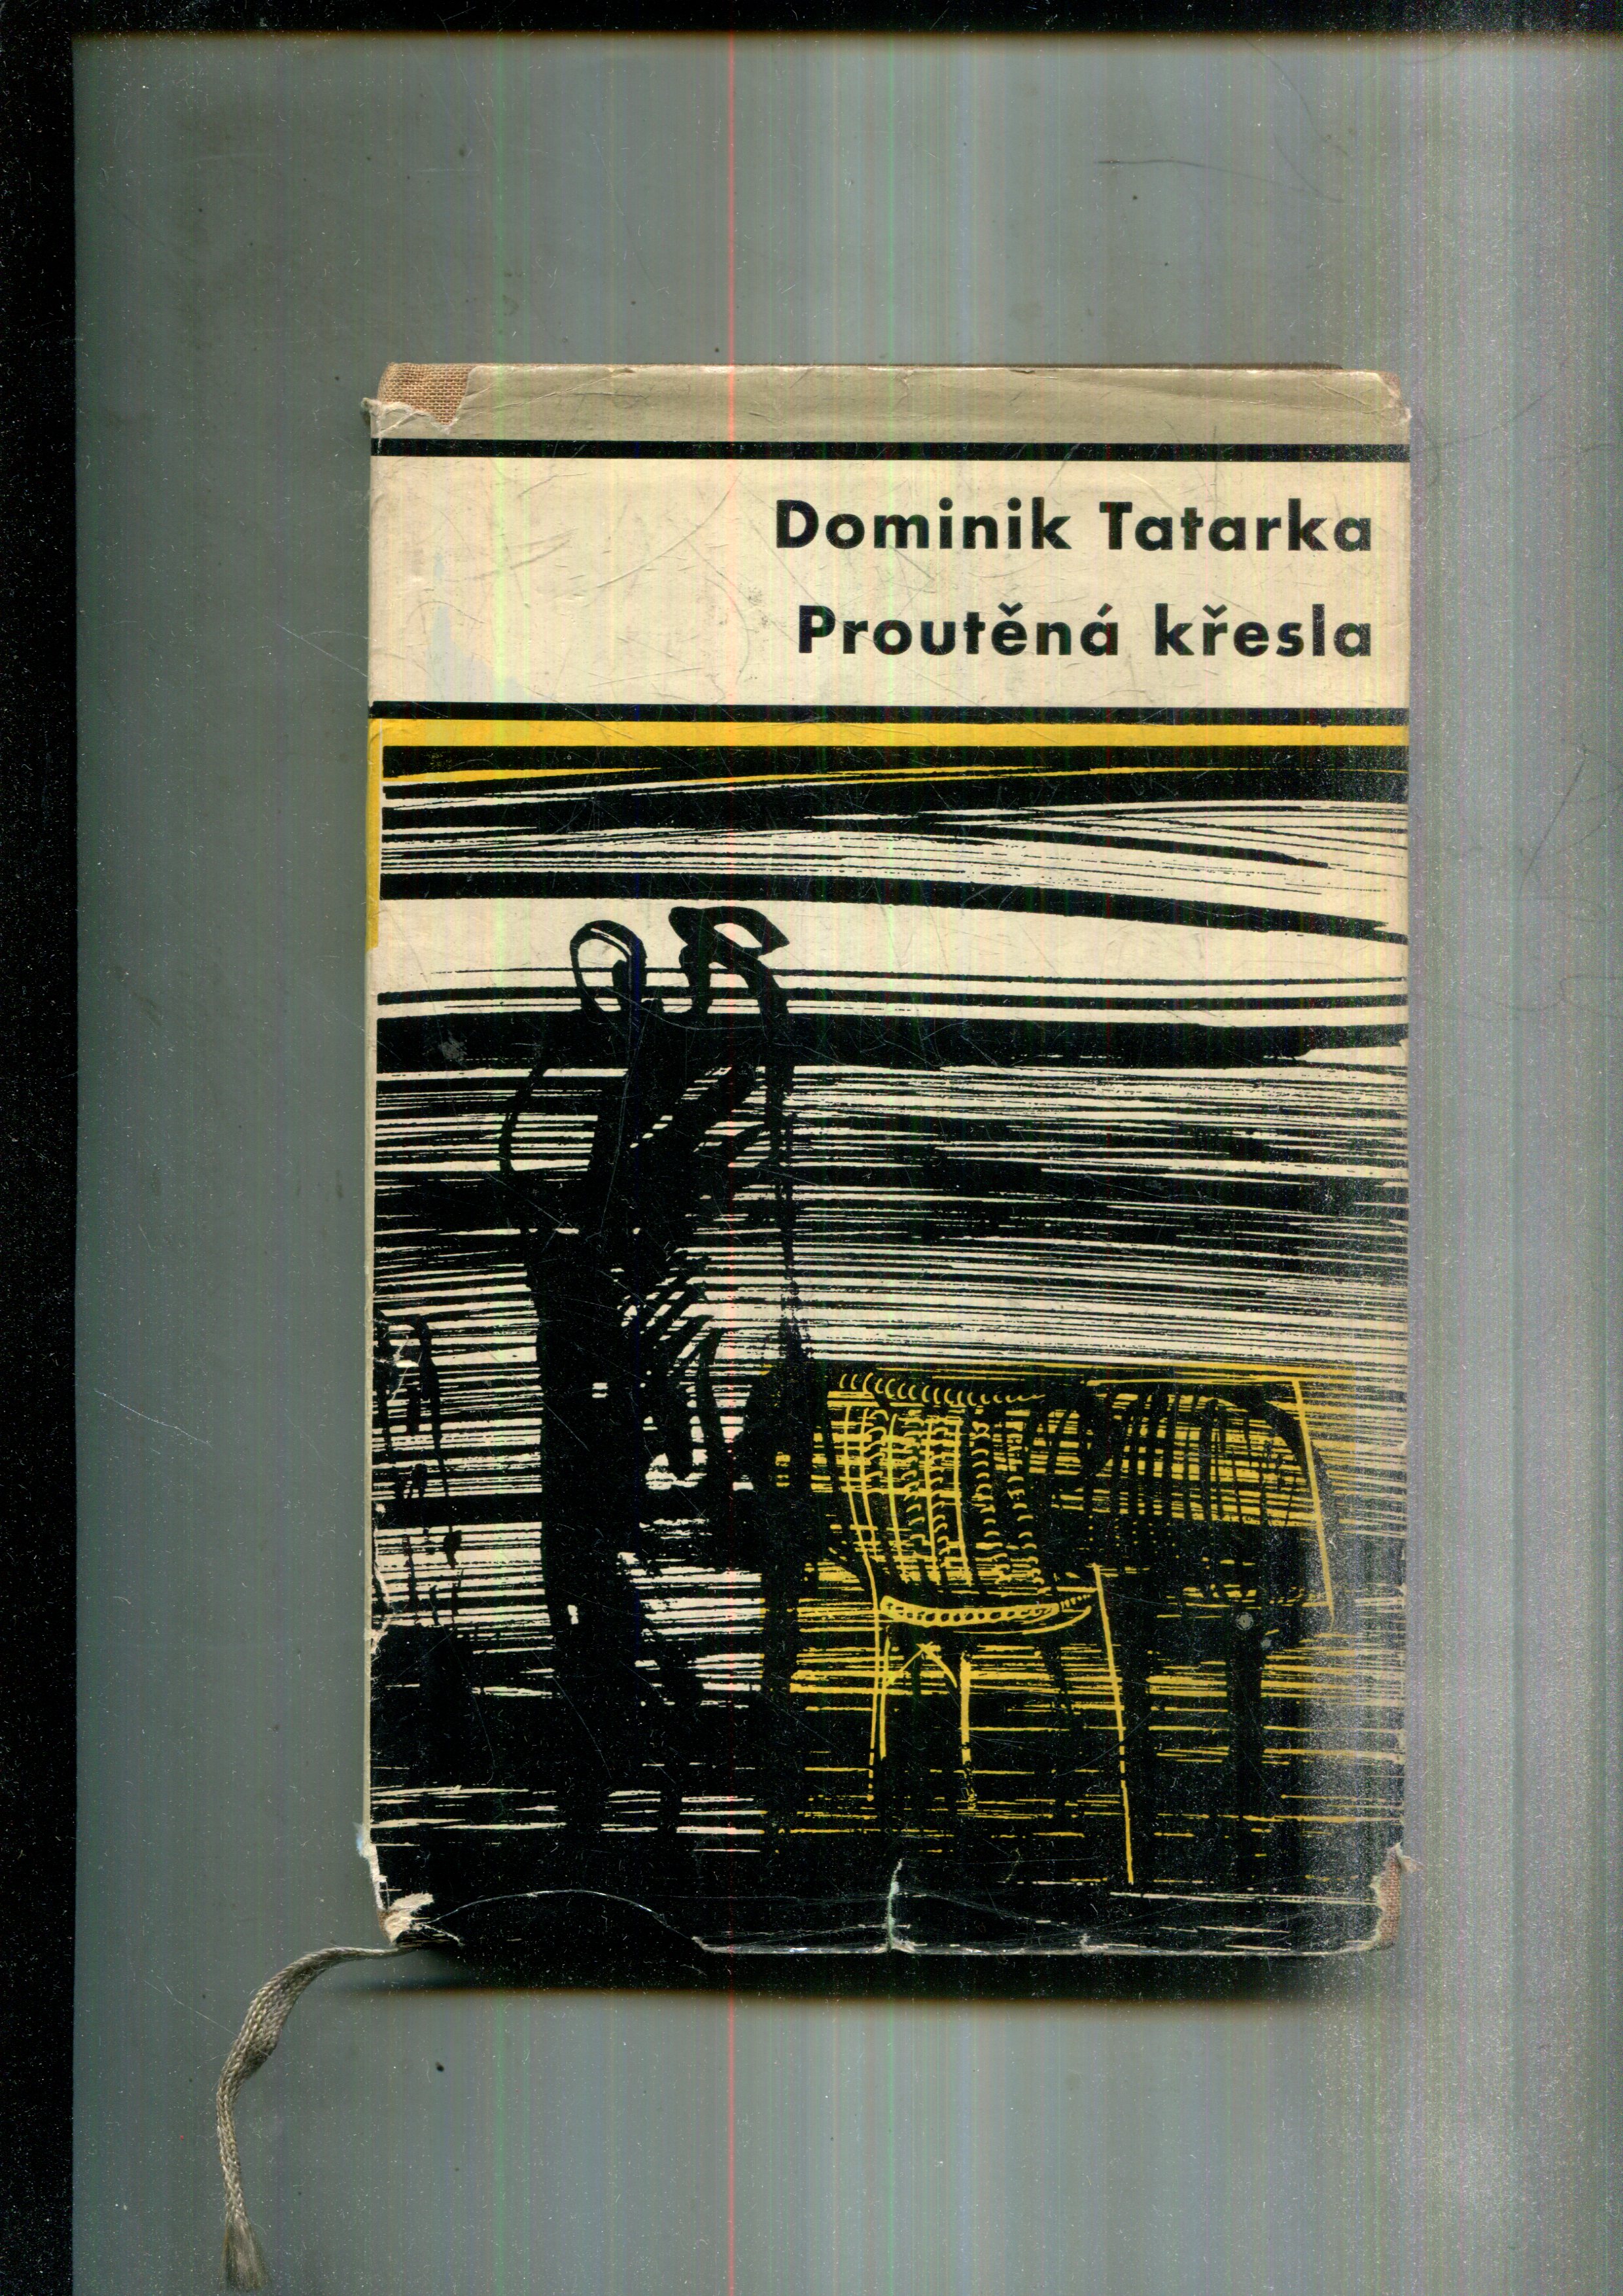 Dominik Tatarka
Proutěná křesla